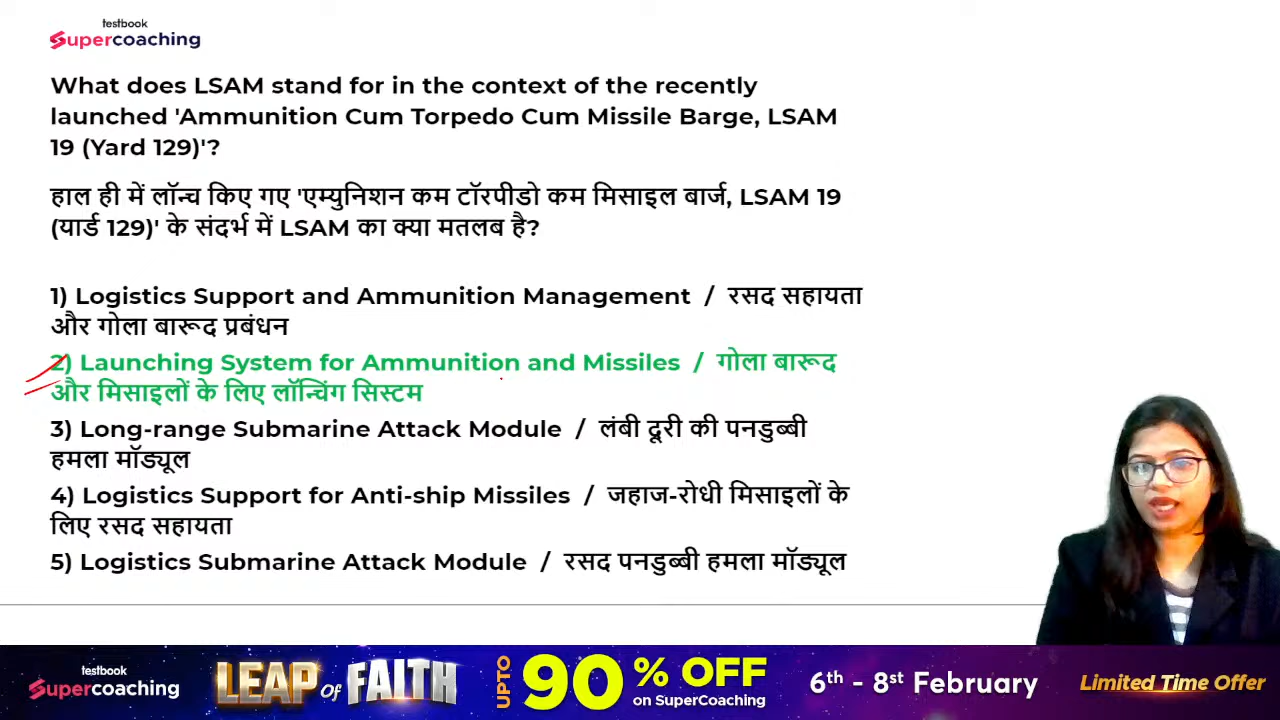 testbook
Supercoaching
What does LSAM stand for in the context of the recently
launched 'Ammunition Cum Torpedo Cum Missile Barge, LSAM
19 (Yard 129)'?
हाल ही में लॉन्च किए गए 'एम्युनिशन कम टॉरपीडो कम मिसाइल बार्ज, LSAM 19
(यार्ड 129)' के संदर्भ में LSAM का क्या मतलब है?
1) Logistics Support and Ammunition Management / रसद सहायता
और गोला बारूद प्रबंधन
2) Launching System for Ammunition and Missiles / गोला बारूद
और मिसाइलों के लिए लॉन्चिंग सिस्टम
3) Long-range Submarine Attack Module / लंबी दूरी की पनडुब्बी
हमला मॉड्यूल
4) Logistics Support for Anti-ship Missiles / जहाज-रोधी मिसाइलों के
लिए रसद सहायता
5) Logistics Submarine Attack Module / रसद पनडुब्बी हमला मॉड्यूल
testbook
Supercoaching
LEAP Of FAITH
UPTO 90% OFF
on SuperCoaching
6th - 8st February
Limited Time Offer